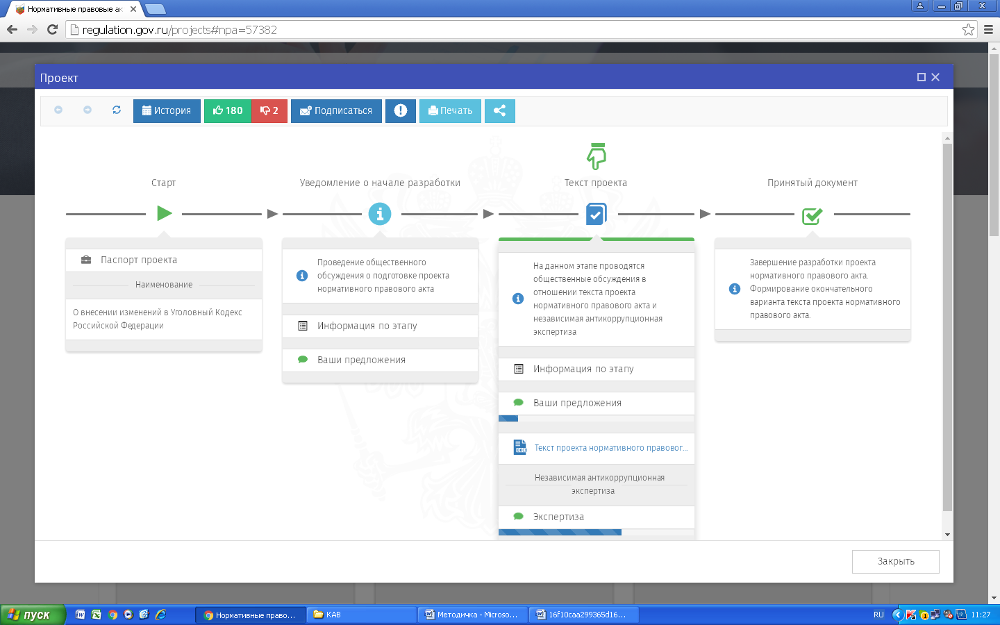 Нормативные правовые ак
regulation.gov.ru/projects#npa=57382
Проект
История
180
2
Подписаться
Печать
Старт
Уведомление о начале разработки
Текст проекта
Принятый документ
Паспорт проекта
Наименование
О внесении изменений в Уголовный Кодекс
Российской Федерации
Проведение общественного
обсуждения о подготовке проекта
нормативного правового акта
Информация по этапу
Ваши предложения
На данном этапе проводятся
общественные обсуждения в
отношении текста проекта
нормативного правового акта и
независимая антикоррупционная
экспертиза
Информация по этапу
Ваши предложения
DOCX
Текст проекта нормативного правовог...
Независимая антикоррупционная
экспертиза
Экспертиза
Завершение разработки проекта
нормативного правового акта.
Формирование окончательного
варианта текста проекта нормативного
правового акта.
Закрыть
пуск
Нормативные право...
КАВ
Методичка - Microso...
16f10caa299365d16...
RU
11:27